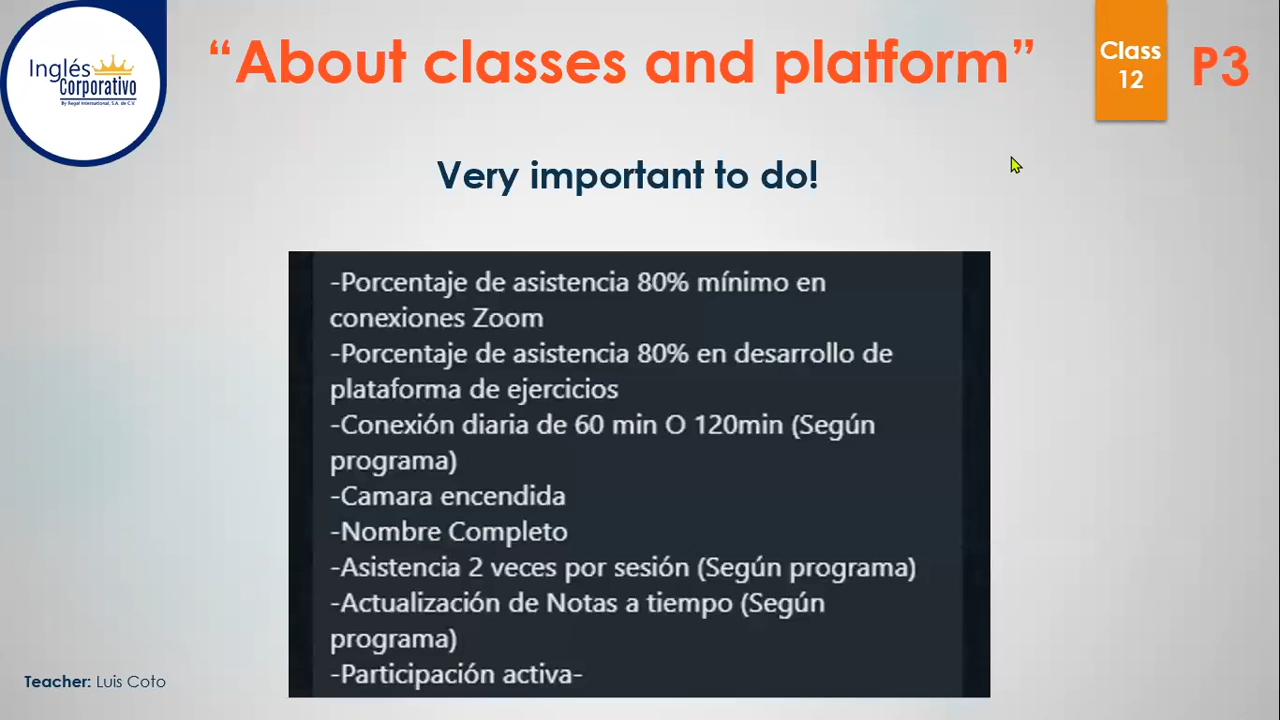 Inglés
Corporativo
By Regal International, S.A. de C.V.
“About classes and platform”
Class
12
P3
Very important to do!
-Porcentaje de asistencia 80% mínimo en
conexiones Zoom
-Porcentaje de asistencia 80% en desarrollo de
plataforma de ejercicios
-Conexión diaria de 60 min O 120min (Según
programa)
-Camara encendida
-Nombre Completo
-Asistencia 2 veces por sesión (Según programa)
-Actualización de Notas a tiempo (Según
programa)
-Participación activa-
Teacher: Luis Coto